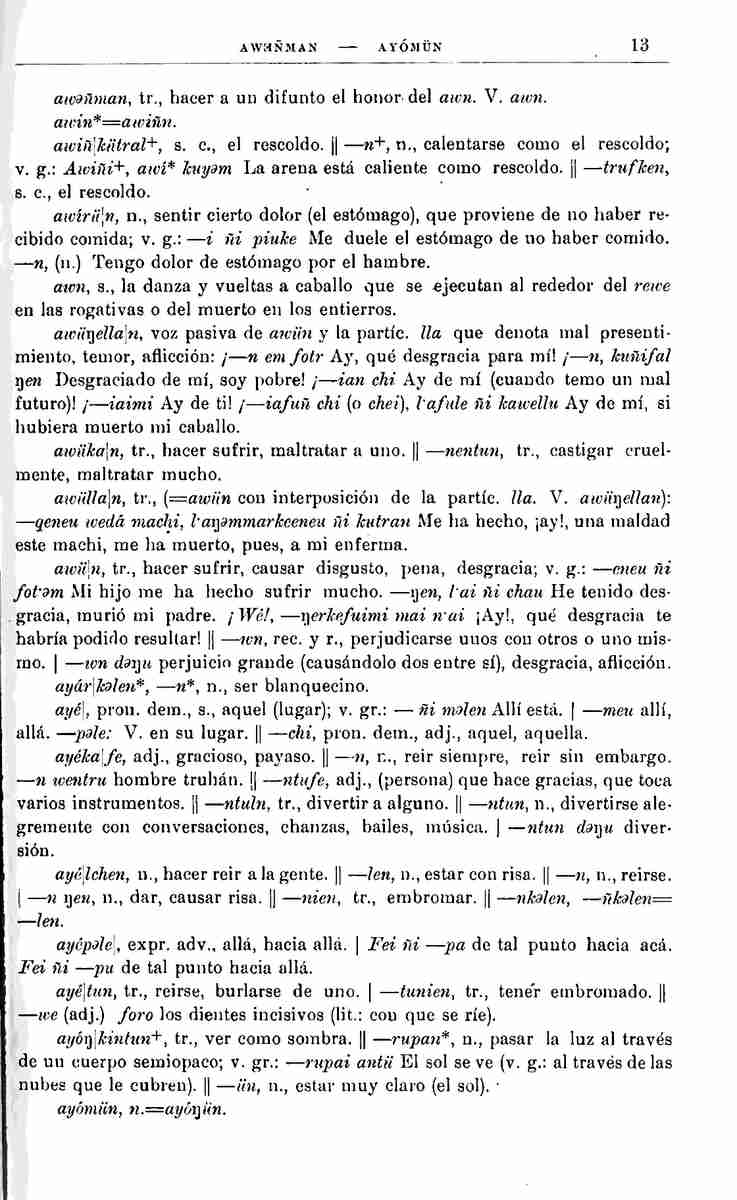 AWƏÑMAN — AYÓMÜN 13
awəñman, tr., hacer a un difunto el honor del awn. V. awn.
awin*=awiñn.
awiñ|kütral+, s. c., el rescoldo. || —n+, n., calentarse como el rescoldo;
v. g.: Awiñi+, awi* kuyəm La arena está caliente como rescoldo. || —trufken,
s. c., el rescoldo.
awírü|n, n., sentir cierto dolor (el estómago), que proviene de no haber re-
cibido comida; v. g.: —i ñi piuke Me duele el estómago de no haber comido.
—n, (n.) Tengo dolor de estómago por el hambre.
awn, s., la danza y vueltas a caballo que se ejecutan al rededor del rewe
en las rogativas o del muerto en los entierros.
awüŋella|n, voz pasiva de awün y la partíc. lla que denota mal presenti-
miento, temor, aflicción: ¡—n em fotr Ay, qué desgracia para mí! ¡—n, kuñifal
ŋen Desgraciado de mí, soy pobre! ¡—ian chi Ay de mí (cuando temo un mal
futuro)! ¡—iaimi Ay de ti! ¡—iafuñ chi (o chei), l·afule ñi kawellu Ay de mí, si
hubiera muerto mi caballo.
awüka|n, tr., hacer sufrir, maltratar a uno. || —nentun, tr., castigar cruel-
mente, maltratar mucho.
awülla|n, tr., (=awün con interposición de la partíc. lla. V. awüŋellan):
—qeneu wedá machi, l·aŋəmmarkeeneu ñi kutran Me ha hecho, ¡ay!, una maldad
este machi, me ha muerto, pues, a mi enferma.
awü|n, tr., hacer sufrir, causar disgusto, pena, desgracia; v. g.: —eneu ñi
fot·əm Mi hijo me ha hecho sufrir mucho. —ŋen, l·ai ñi chau He tenido des-
gracia, murió mi padre. ¡Wé!, —ŋerkefuimi mai n·ai ¡Ay!, qué desgracia te
habría podido resultar! || —wn, rec. y r., perjudicarse unos con otros o uno mis-
mo. | —wn dəŋu perjuicio grande (causándolo dos entre sí), desgracia, aflicción.
ayár|kəlen*, —n*, n., ser blanquecino.
ayé|, pron. dem., s., aquel (lugar); v. gr.: — ñi məlen Allí está. | —meu allí,
allá. —pəle: V. en su lugar. || —chi, pron. dem., adj., aquel, aquella.
ayéka|fe, adj., gracioso, payaso. || —n, n., reir siempre, reir sin embargo.
—n wentru hombre truhán. || —ntufe, adj., (persona) que hace gracias, que toca
varios instrumentos. || —ntuln, tr., divertir a alguno. || —ntun, n., divertirse ale-
gremente con conversaciones, chanzas, bailes, música. | —ntun dəŋu diver-
sión.
ayé|lchen, n., hacer reir a la gente. || —len, n., estar con risa. || —n, n., reirse.
| —n ŋen, n., dar, causar risa. || —nien, tr., embromar. || —nkəlen, —ñkəlen=
—len.
ayépəle|, expr. adv., allá, hacia allá. | Fei ñi —pa de tal punto hacia acá.
Fei ñi —pu de tal punto hacia allá.
ayé|tun, tr., reirse, burlarse de uno. | —tunien, tr., tener embromado. ||
—we (adj.) foro los dientes incisivos (lit.: con que se ríe).
ayóŋ|kintun+, tr., ver como sombra. || —rupan*, n., pasar la luz al través
de un cuerpo semiopaco; v. gr.: —rupai antü El sol se ve (v. g.: al través de las
nubes que le cubren). || —ün, n., estar muy claro (el sol).
ayómün, n.=ayóŋün.